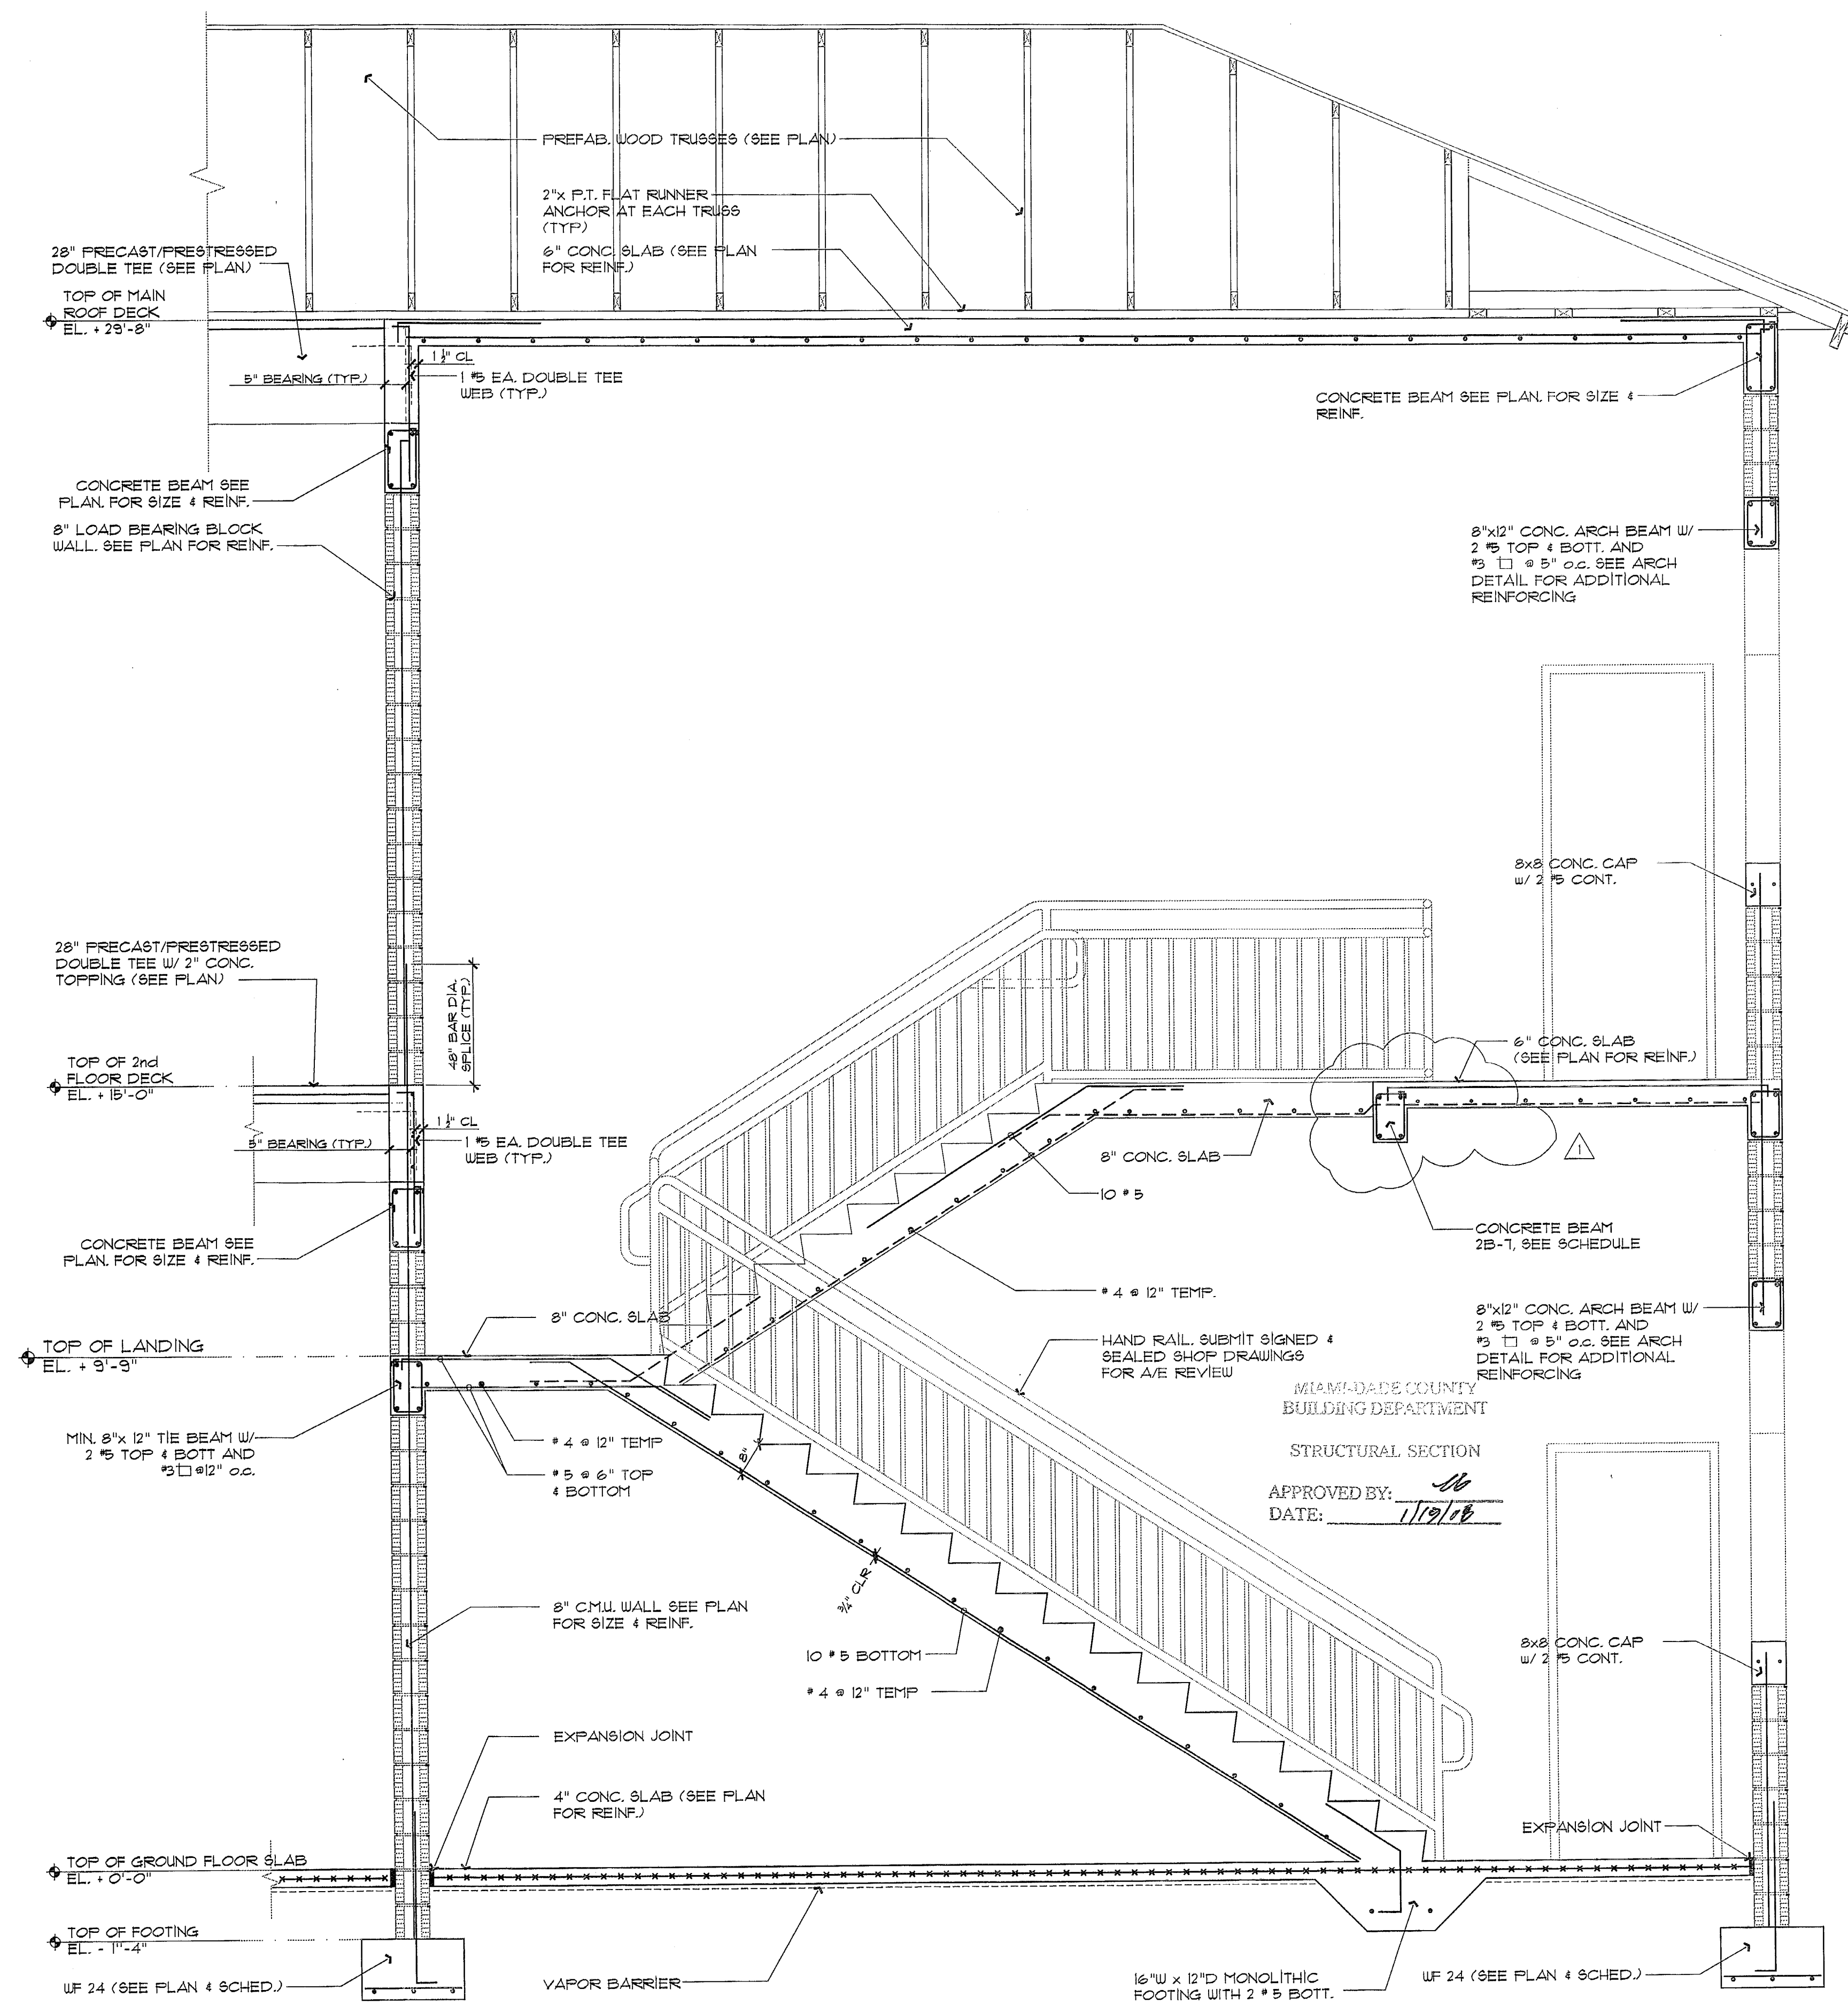 PREFAB. WOOD TRUSSES (SEE PLAN)
2"x P.T. FLAT RUNNER
ANCHOR AT EACH TRUSS
(TYP)
6" CONC. SLAB (SEE PLAN
FOR REINF.)
28" PRECAST/PRESTRESSED
DOUBLE TEE (SEE PLAN)
TOP OF MAIN
ROOF DECK
EL. + 29'-8"
1 1/2" CL
5" BEARING (TYP.)
1 #5 EA. DOUBLE TEE
WEB (TYP.)
CONCRETE BEAM SEE PLAN. FOR SIZE &
REINF.
CONCRETE BEAM SEE
PLAN. FOR SIZE & REINF.
8" LOAD BEARING BLOCK
WALL. SEE PLAN FOR REINF.
8"x12" CONC. ARCH BEAM W/
2 #5 TOP & BOTT. AND
#3 @ 5" o.c. SEE ARCH
DETAIL FOR ADDITIONAL
REINFORCING
8x8 CONC. CAP
w/ 2 #5 CONT.
28" PRECAST/PRESTRESSED
DOUBLE TEE W/ 2" CONC.
TOPPING (SEE PLAN)
48" BAR DIA.
SPLICE (TYP.)
TOP OF 2nd
FLOOR DECK
EL. + 15'-0"
6" CONC. SLAB
(SEE PLAN FOR REINF.)
1 1/2" CL
5" BEARING (TYP.)
1 #5 EA. DOUBLE TEE
WEB (TYP.)
8" CONC. SLAB
1
10 # 5
CONCRETE BEAM
2B-7, SEE SCHEDULE
CONCRETE BEAM SEE
PLAN. FOR SIZE & REINF.
# 4 @ 12" TEMP.
8" CONC. SLAB
8"x12" CONC. ARCH BEAM W/
2 #5 TOP & BOTT. AND
#3 @ 5" o.c. SEE ARCH
DETAIL FOR ADDITIONAL
REINFORCING
TOP OF LANDING
EL. + 9'-9"
HAND RAIL. SUBMIT SIGNED &
SEALED SHOP DRAWINGS
FOR A/E REVIEW
MIAMI-DADE COUNTY
BUILDING DEPARTMENT
STRUCTURAL SECTION
APPROVED BY:
DATE: 1/19/08
MIN. 8"x 12" TIE BEAM W/
2 #5 TOP & BOTT AND
#3 @12" o.c.
# 4 @ 12" TEMP
# 5 @ 6" TOP
& BOTTOM
8"
3/4" CLR
8" C.M.U. WALL SEE PLAN
FOR SIZE & REINF.
10 # 5 BOTTOM
# 4 @ 12" TEMP
8x8 CONC. CAP
w/ 2 #5 CONT.
EXPANSION JOINT
4" CONC. SLAB (SEE PLAN
FOR REINF.)
EXPANSION JOINT
TOP OF GROUND FLOOR SLAB
EL. + 0'-0"
TOP OF FOOTING
EL. - 1'-4"
WF 24 (SEE PLAN & SCHED.)
VAPOR BARRIER
16"W x 12"D MONOLITHIC
FOOTING WITH 2 # 5 BOTT.
WF 24 (SEE PLAN & SCHED.)